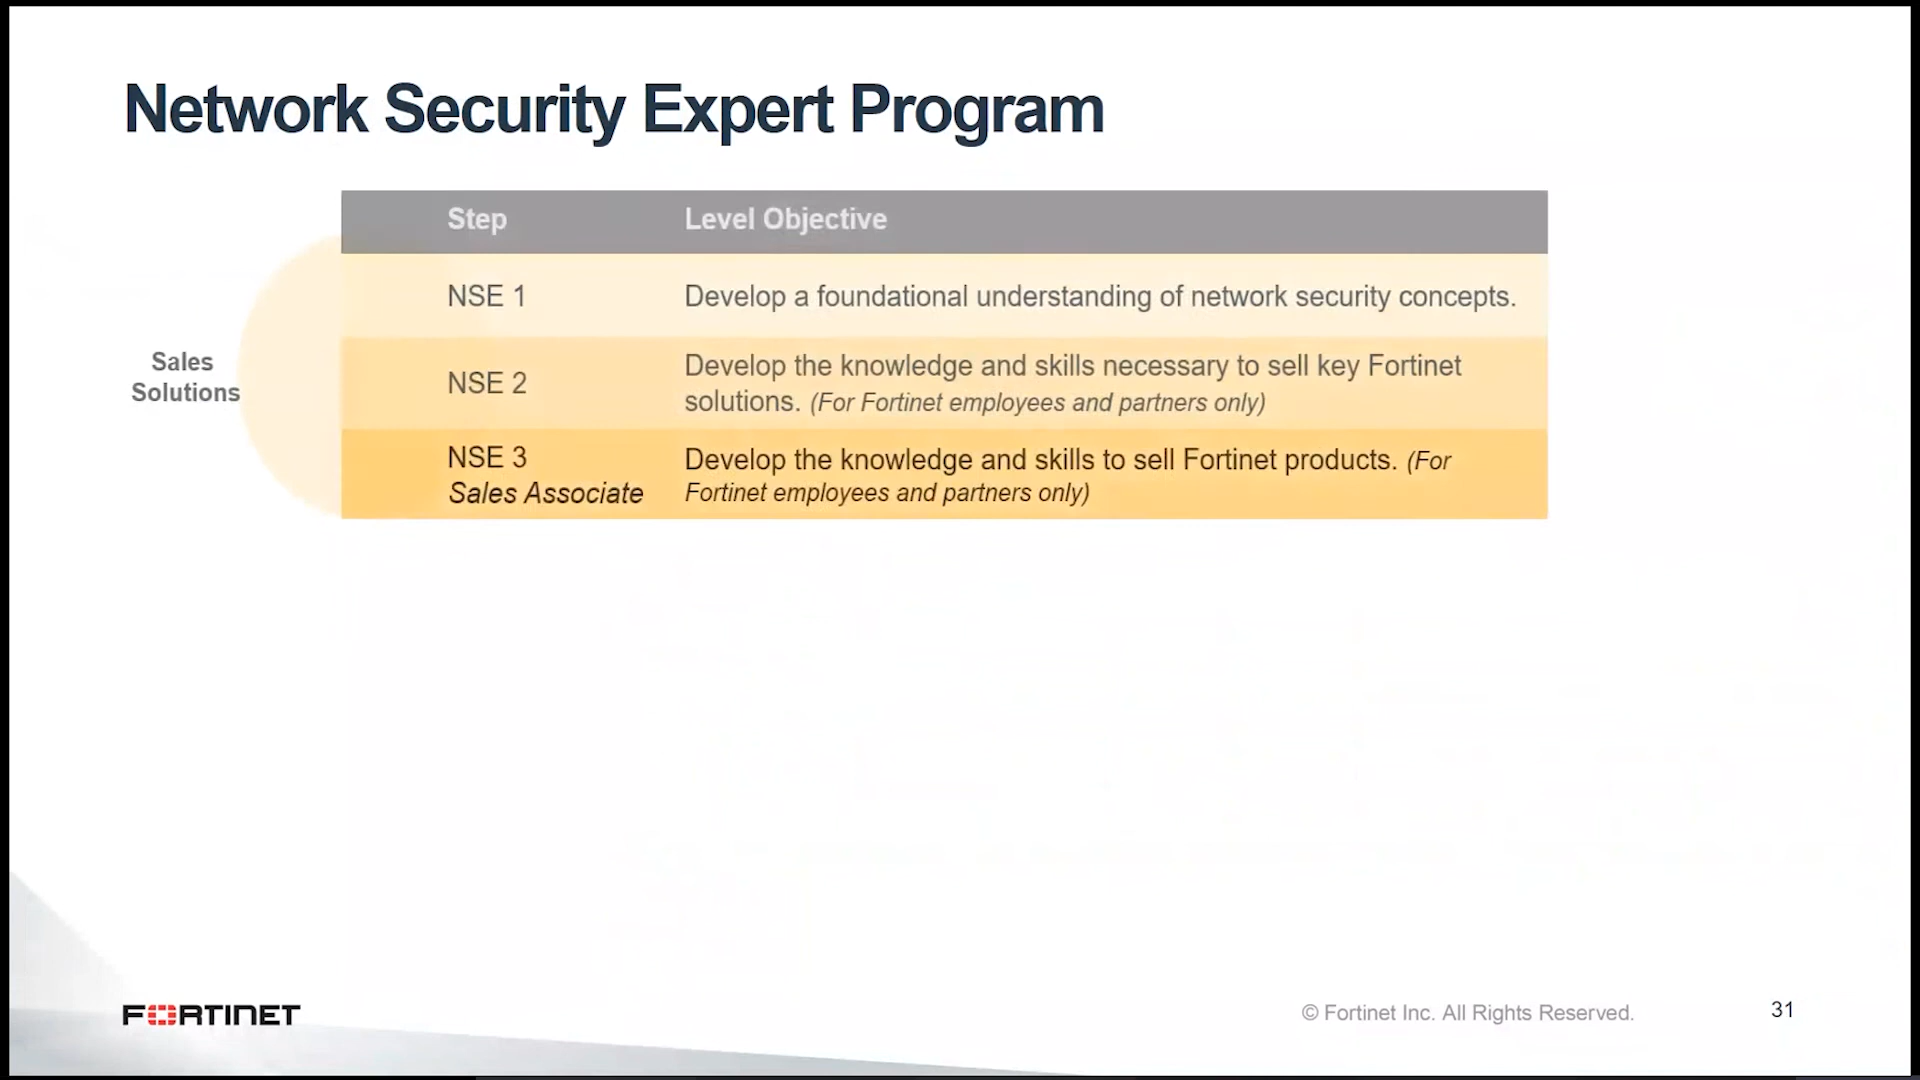 Network Security Expert Program
Step Level Objective
NSE 1 Develop a foundational understanding of network security concepts.
Sales
Solutions
NSE 2 Develop the knowledge and skills necessary to sell key Fortinet
solutions. (For Fortinet employees and partners only)
NSE 3 Develop the knowledge and skills to sell Fortinet products. (For
Sales Associate Fortinet employees and partners only)
FORTINET
© Fortinet Inc. All Rights Reserved.
31